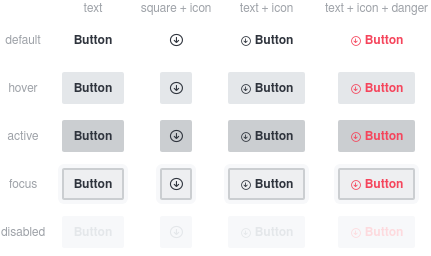 text square + icon text + icon text + icon + danger
default Button Button Button
hover Button Button Button
active Button Button Button
focus Button Button Button
disabled Button Button Button